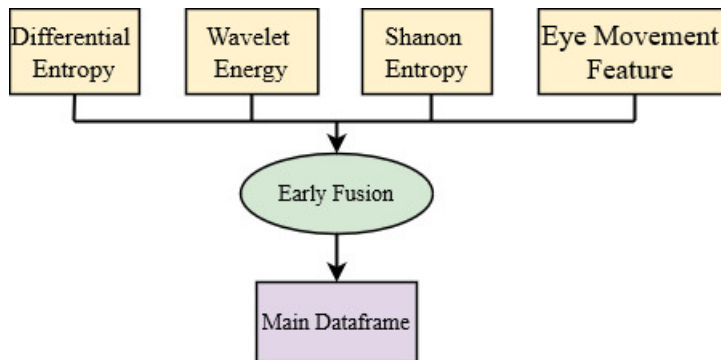 Differential
Entropy
Wavelet
Energy
Shanon
Entropy
Eye Movement
Feature
Early Fusion
Main Dataframe